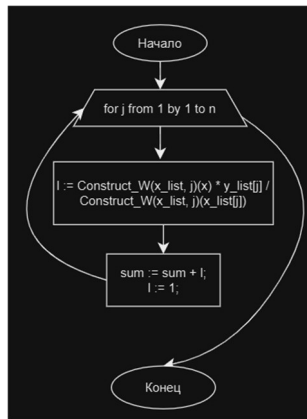 Начало
for j from 1 by 1 to n
l := Construct_W(x_list, j)(x) * y_list[j] /
Construct_W(x_list, j)(x_list[j])
sum := sum + l;
l := 1;
Конец